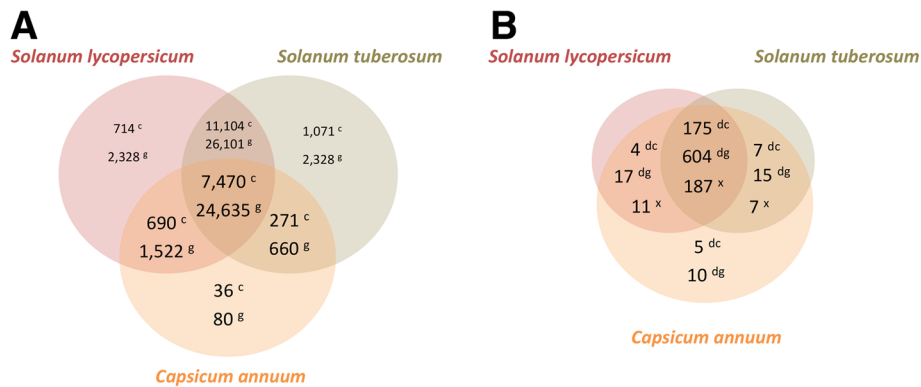 A
Solanum lycopersicum
Solanum tuberosum
714 c
11,104 c
1,071 c
2,328 g
26,101 g
2,328 g
7,470 c
24,635 g
690 c
271 c
1,522 g
660 g
36 c
80 g
Capsicum annuum
B
Solanum lycopersicum
Solanum tuberosum
175 dc
4 dc
7 dc
604 dg
17 dg
15 dg
187 x
11 x
7 x
5 dc
10 dg
Capsicum annuum